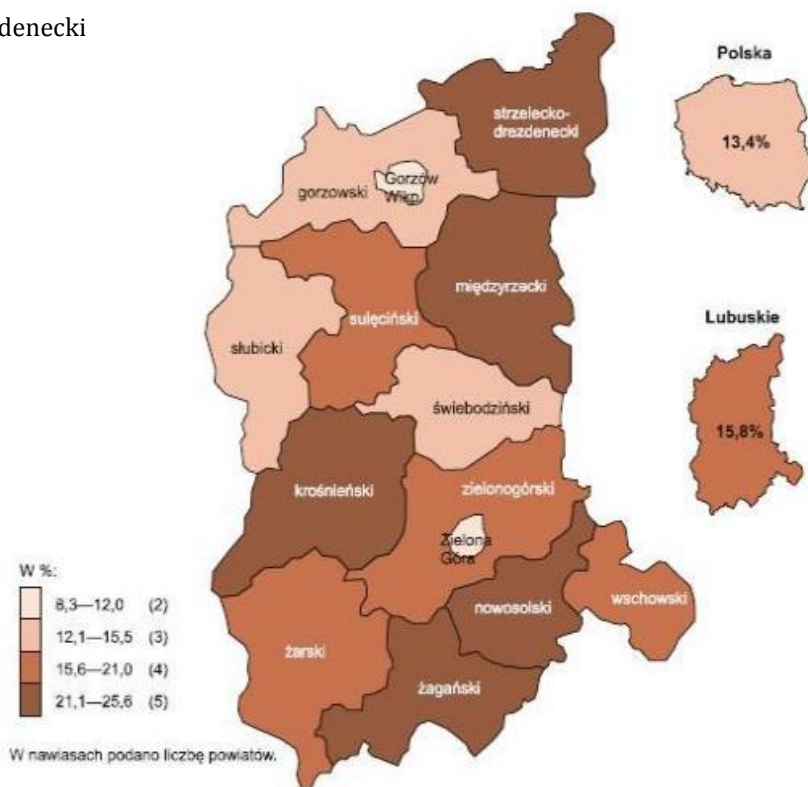 denecki
Polska
13,4%
strzelecko-
drezdenecki
gorzowski
Gorzów
Wlkp.
międzyrzecki
sulęciński
słubicki
Lubuskie
15,8%
świebodziński
krośnieński
zielonogórski
Zielona
Góra
nowosolski
wschowski
żarski
żagański
W %:
8,3—12,0 (2)
12,1—15,5 (3)
15,6—21,0 (4)
21,1—25,6 (5)
W nawiasach podano liczbę powiatów.